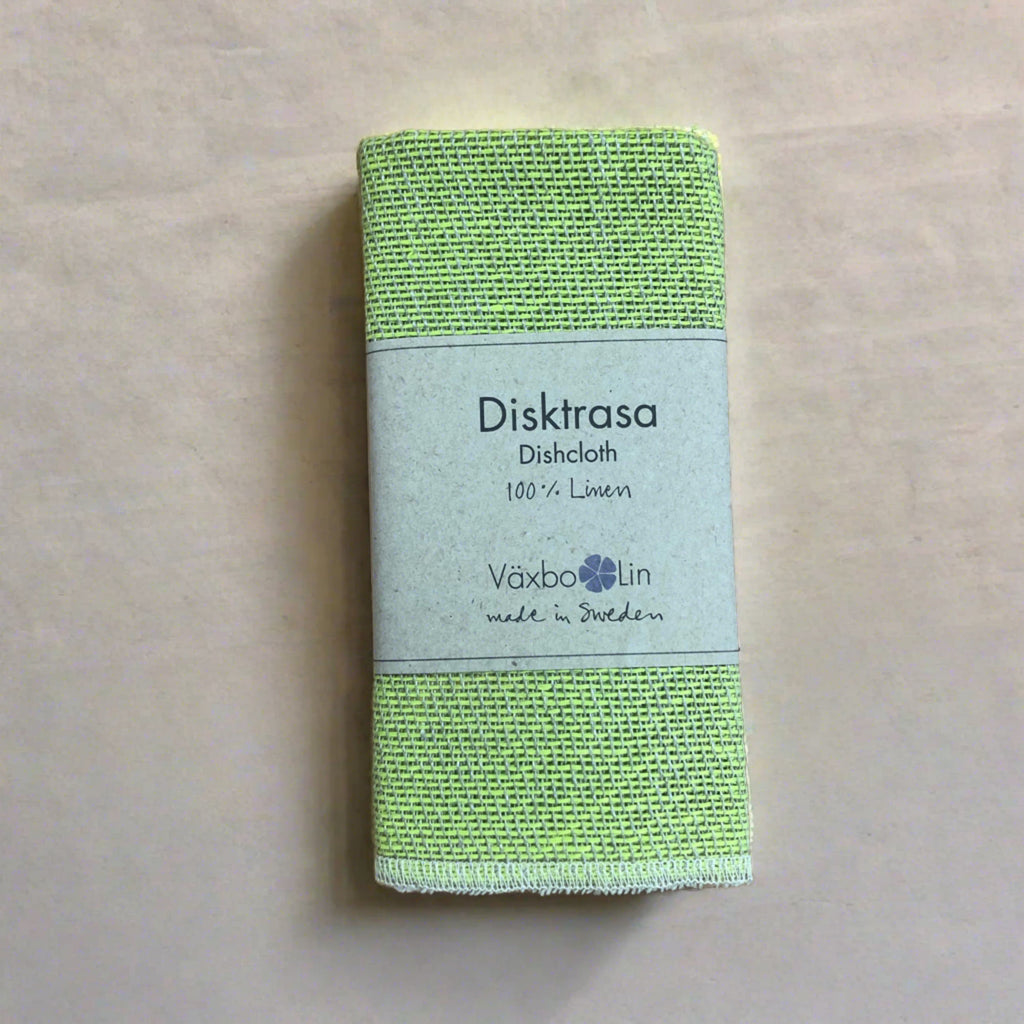 Disktrasa
Dishcloth
100% Linen
Växbo Lin
made in Sweden